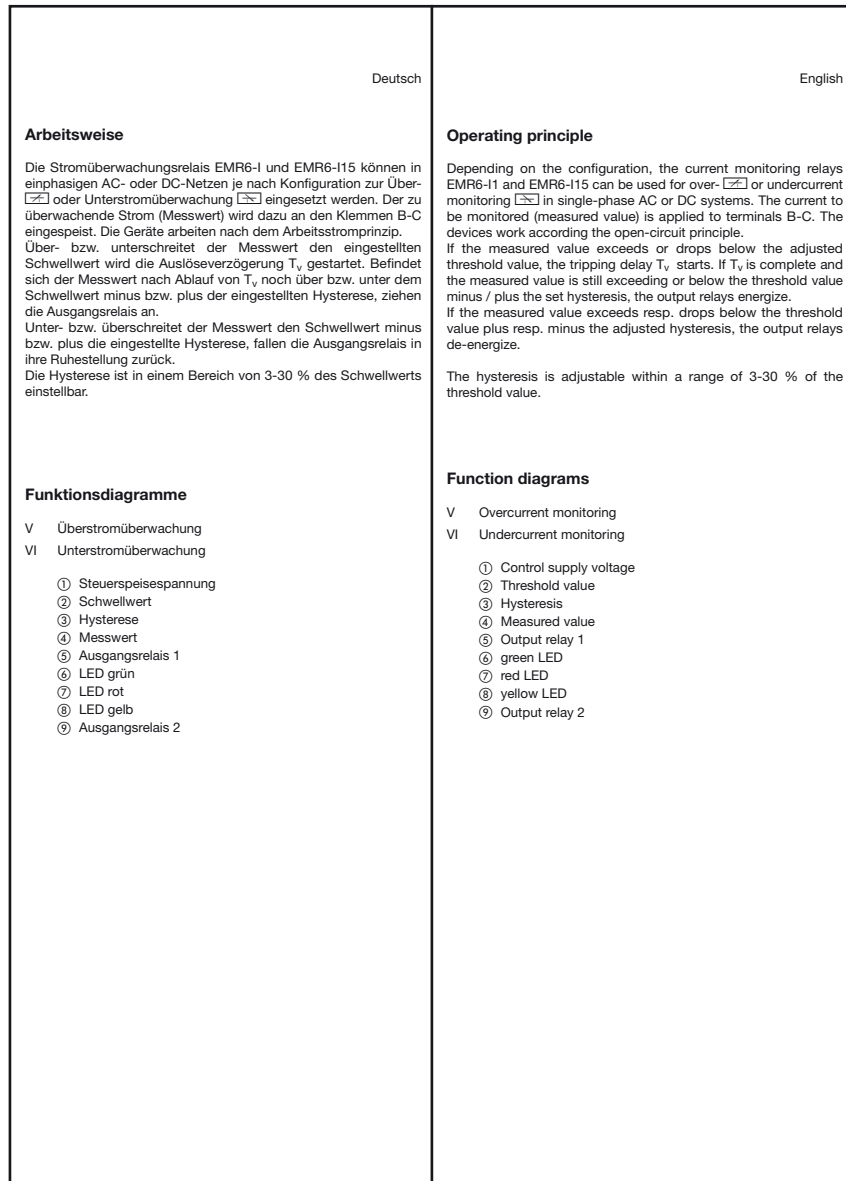 Deutsch
Arbeitsweise
Die Stromüberwachungsrelais EMR6-I und EMR6-I15 können in
einphasigen AC- oder DC-Netzen je nach Konfiguration zur Über-
oder Unterstromüberwachung eingesetzt werden. Der zu
überwachende Strom (Messwert) wird dazu an den Klemmen B-C
eingespeist. Die Geräte arbeiten nach dem Arbeitsstromprinzip.
Über- bzw. unterschreitet der Messwert den eingestellten
Schwellwert wird die Auslöseverzögerung Tv gestartet. Befindet
sich der Messwert nach Ablauf von Tv noch über bzw. unter dem
Schwellwert minus bzw. plus der eingestellten Hysterese, ziehen
die Ausgangsrelais an.
Unter- bzw. überschreitet der Messwert den Schwellwert minus
bzw. plus die eingestellte Hysterese, fallen die Ausgangsrelais in
ihre Ruhestellung zurück.
Die Hysterese ist in einem Bereich von 3-30 % des Schwellwerts
einstellbar.
Funktionsdiagramme
V Überstromüberwachung
VI Unterstromüberwachung
① Steuerspeisespannung
② Schwellwert
③ Hysterese
④ Messwert
⑤ Ausgangsrelais 1
⑥ LED grün
⑦ LED rot
⑧ LED gelb
⑨ Ausgangsrelais 2
English
Operating principle
Depending on the configuration, the current monitoring relays
EMR6-I1 and EMR6-I15 can be used for over- or undercurrent
monitoring in single-phase AC or DC systems. The current to
be monitored (measured value) is applied to terminals B-C. The
devices work according the open-circuit principle.
If the measured value exceeds or drops below the adjusted
threshold value, the tripping delay Tv starts. If Tv is complete and
the measured value is still exceeding or below the threshold value
minus / plus the set hysteresis, the output relays energize.
If the measured value exceeds resp. drops below the threshold
value plus resp. minus the adjusted hysteresis, the output relays
de-energize.
The hysteresis is adjustable within a range of 3-30 % of the
threshold value.
Function diagrams
V Overcurrent monitoring
VI Undercurrent monitoring
① Control supply voltage
② Threshold value
③ Hysteresis
④ Measured value
⑤ Output relay 1
⑥ green LED
⑦ red LED
⑧ yellow LED
⑨ Output relay 2